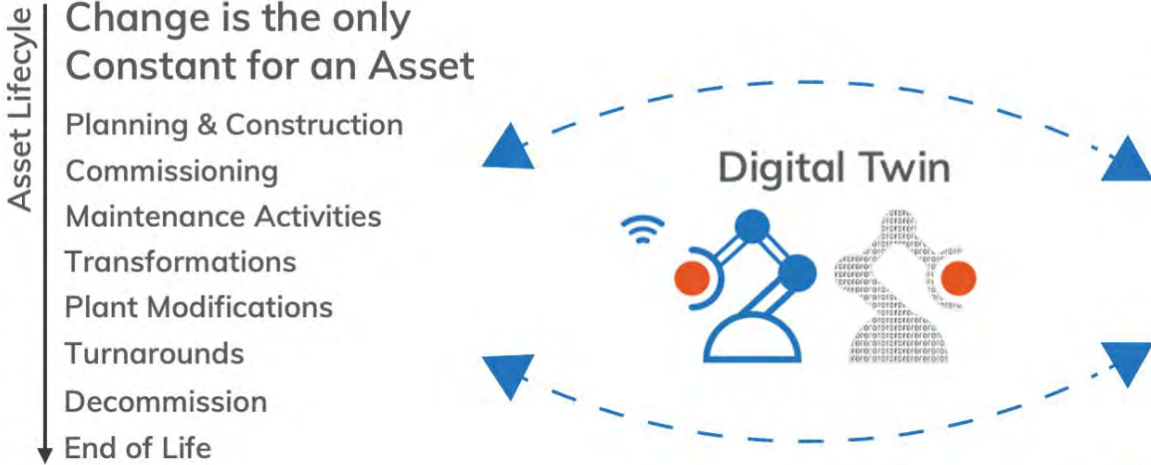 Asset Lifecyle
Change is the only
Constant for an Asset
Planning & Construction
Commissioning
Maintenance Activities
Transformations
Plant Modifications
Turnarounds
Decommission
End of Life
Digital Twin